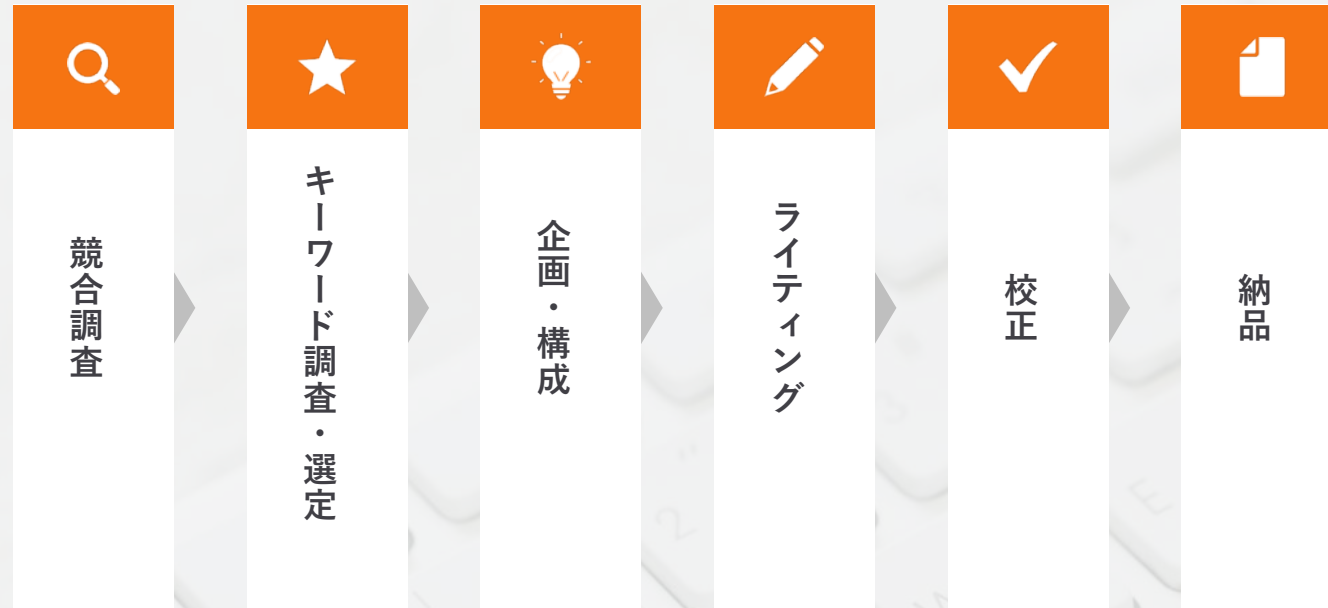 競合調査
キーワード調査・選定
企画・構成
ライティング
校正
納品